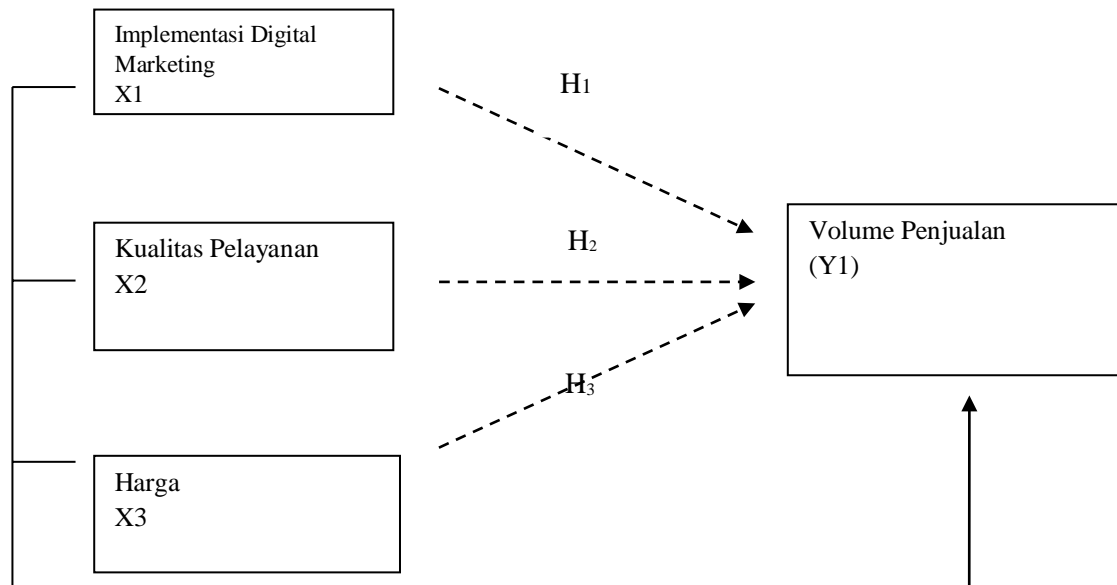 Implementasi Digital
Marketing
X1
H1
Kualitas Pelayanan
X2
H2
Volume Penjualan
(Y1)
H3
Harga
X3